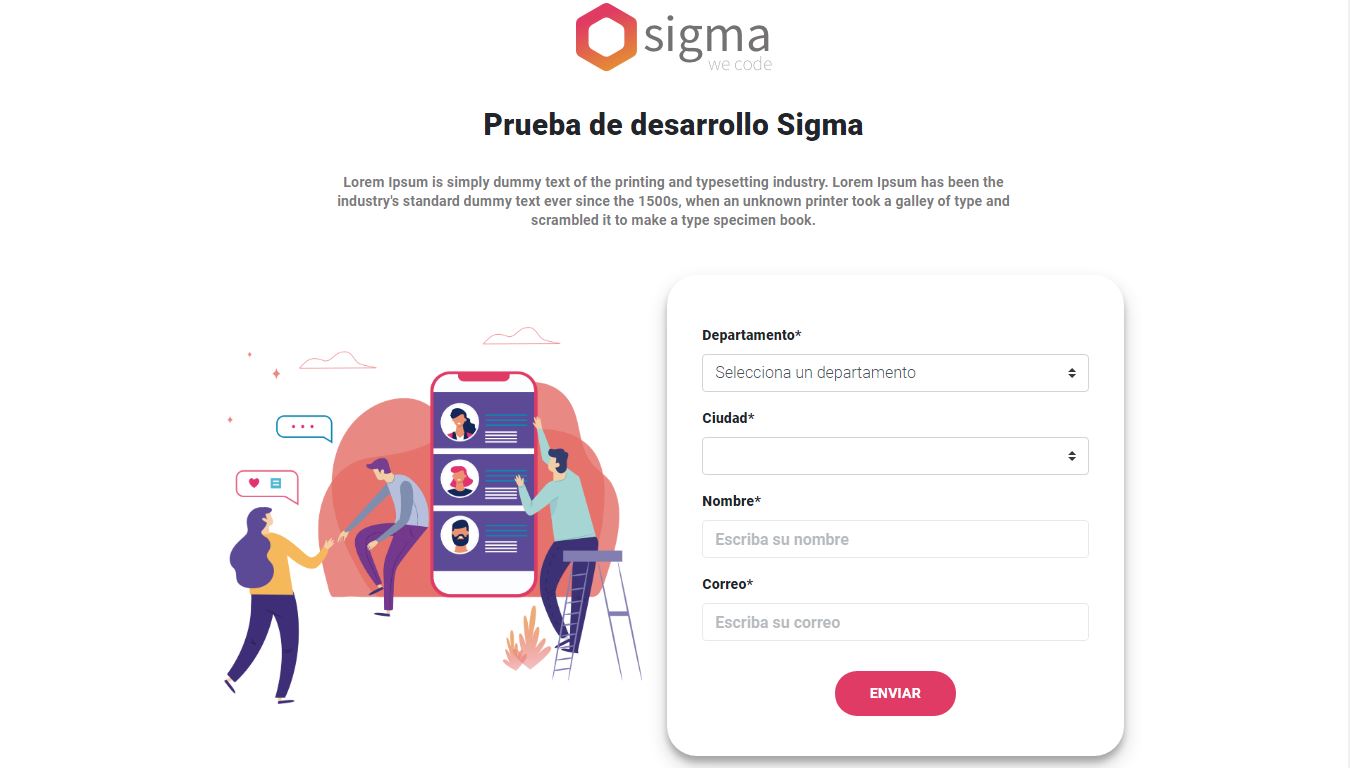 sigma
we code
Prueba de desarrollo Sigma
Lorem Ipsum is simply dummy text of the printing and typesetting industry. Lorem Ipsum has been the
industry's standard dummy text ever since the 1500s, when an unknown printer took a galley of type and
scrambled it to make a type specimen book.
Departamento*
Selecciona un departamento
Ciudad*
Nombre*
Escriba su nombre
Correo*
Escriba su correo
ENVIAR